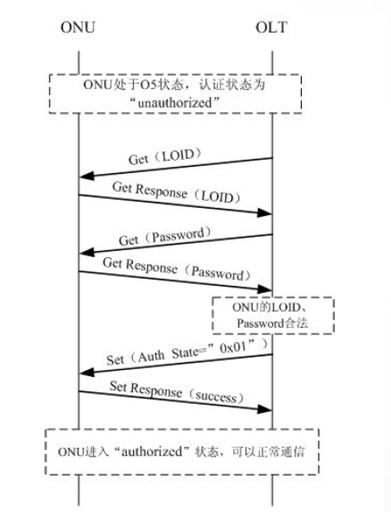 ONU OLT
ONU处于O5状态，认证状态为
“unauthorized”
Get（LOID）
Get Response（LOID）
Get（Password）
Get Response（Password）
ONU的LOID、
Password合法
Set（Auth State=”0x01”）
Set Response（success）
ONU进入“authorized”状态，可以正常通信